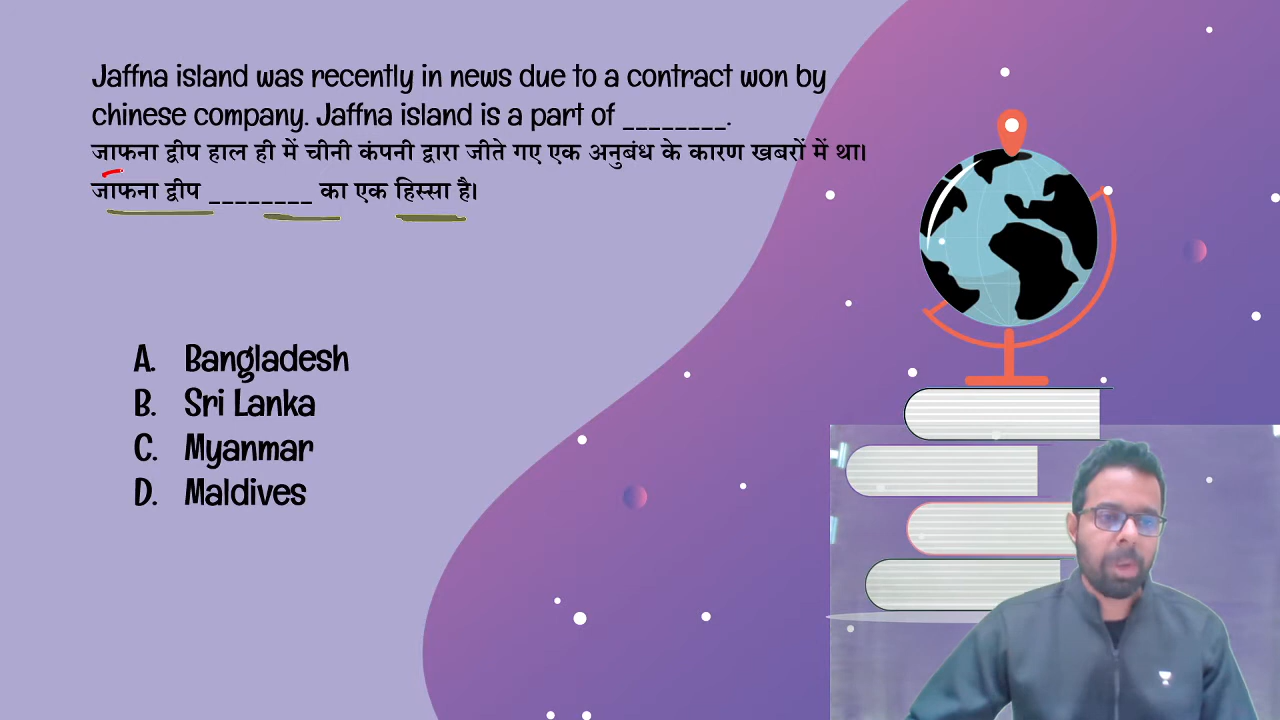 Jaffna island was recently in news due to a contract won by
chinese company. Jaffna island is a part of ________.
जाफना द्वीप हाल ही में चीनी कंपनी द्वारा जीते गए एक अनुबंध के कारण खबरों में था।
जाफना द्वीप ________ का एक हिस्सा है।
A. Bangladesh
B. Sri Lanka
C. Myanmar
D. Maldives